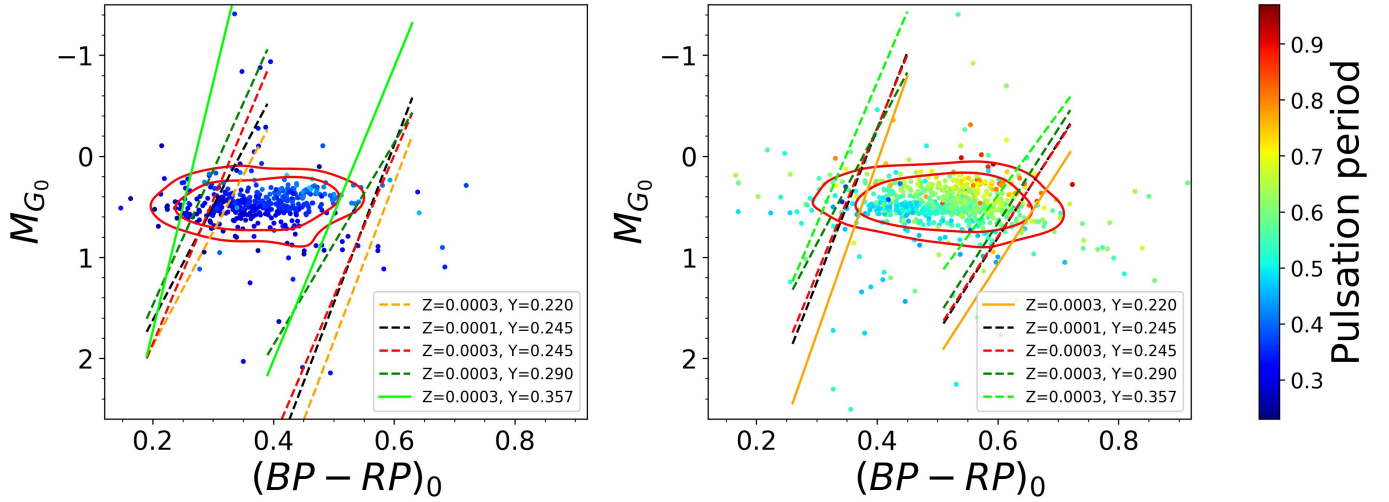 −1
0
1
2
M_{G_0}
0.2
0.4
0.6
0.8
(BP − RP)_0
Z=0.0003, Y=0.220
Z=0.0001, Y=0.245
Z=0.0003, Y=0.245
Z=0.0003, Y=0.290
Z=0.0003, Y=0.357
−1
0
1
2
M_{G_0}
0.2
0.4
0.6
0.8
(BP − RP)_0
Z=0.0003, Y=0.220
Z=0.0001, Y=0.245
Z=0.0003, Y=0.245
Z=0.0003, Y=0.290
Z=0.0003, Y=0.357
0.9
0.8
0.7
0.6
0.5
0.4
0.3
Pulsation period